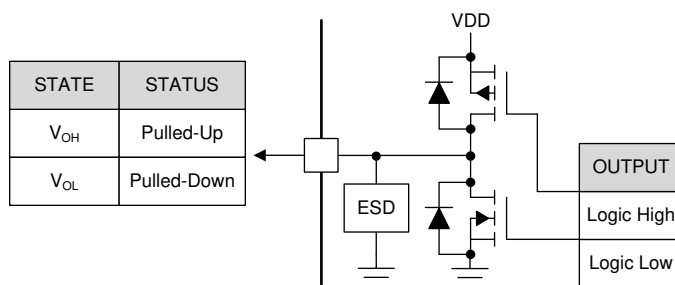 VDD
STATE STATUS
V_OH Pulled-Up
V_OL Pulled-Down
ESD
OUTPUT
Logic High
Logic Low